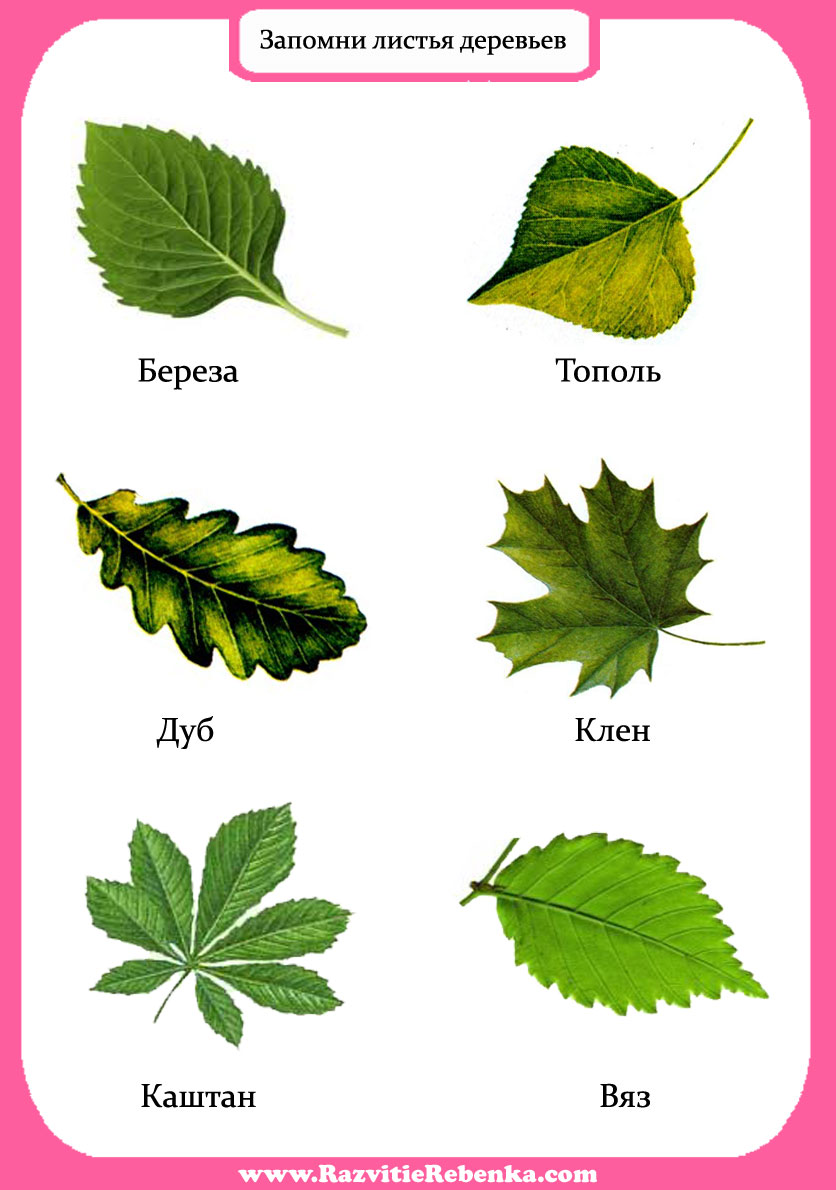 Запомни листья деревьев
Береза
Тополь
Дуб
Клен
Каштан
Вяз
www.RazvitieRebenka.com